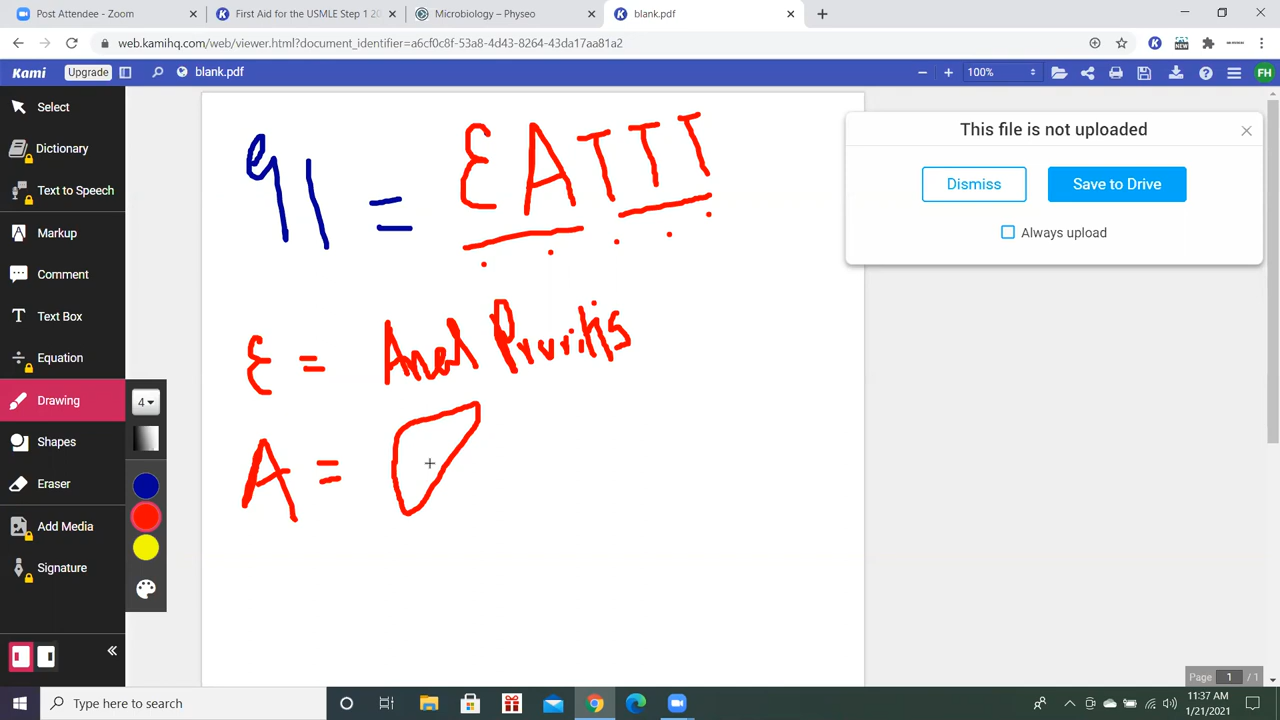 Post Attendee - Zoom
First Aid for the USMLE Step 1 20
Microbiology – Physeo
blank.pdf
web.kamihq.com/web/viewer.html?document_identifier=a6cf0c8f-53a8-4d43-8264-43da17aa81a2
NEW
Kami
Upgrade
blank.pdf
100%
FH
Select
Dictionary
Text to Speech
Markup
Comment
Text Box
Equation
Drawing
Shapes
Eraser
Add Media
Signature
4
This file is not uploaded
Dismiss
Save to Drive
Always upload
= EATTT
E = Anal Pruritis
A =
Page 1 / 1
Type here to search
11:37 AM
1/21/2021